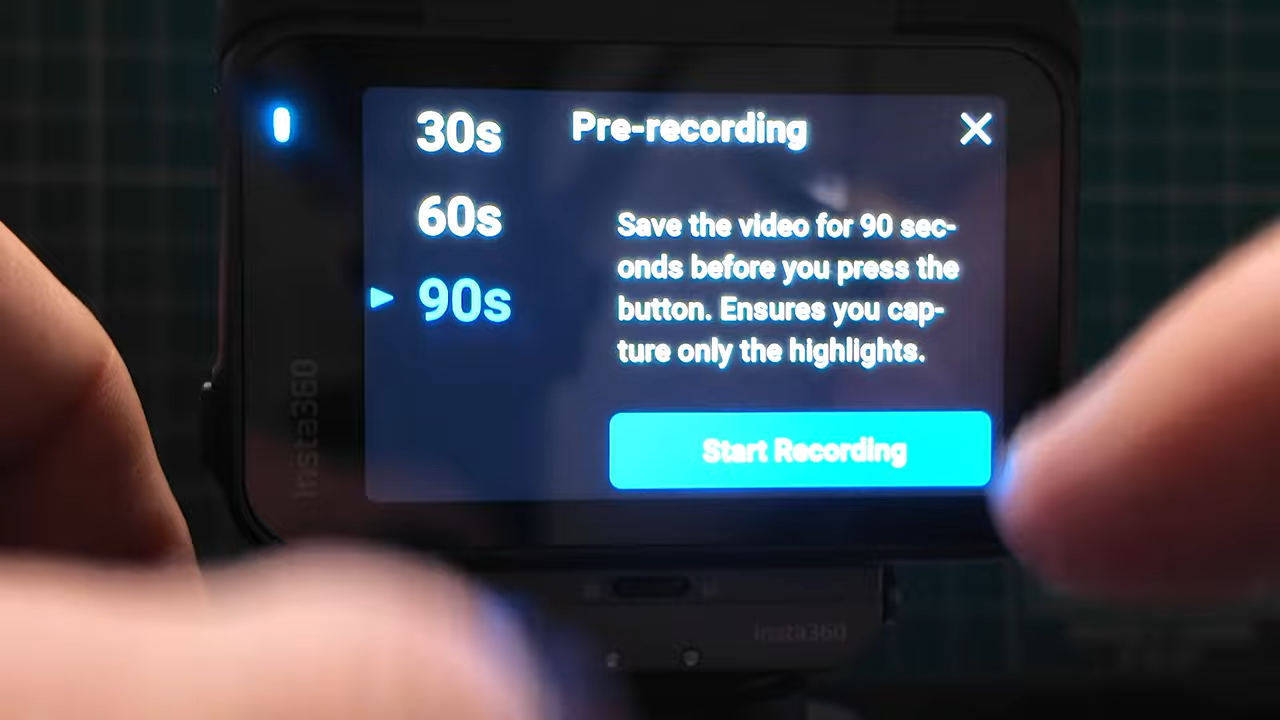 30s
60s
90s
Pre-recording
Save the video for 90 sec-
onds before you press the
button. Ensures you cap-
ture only the highlights.
Start Recording
Insta360
Insta360